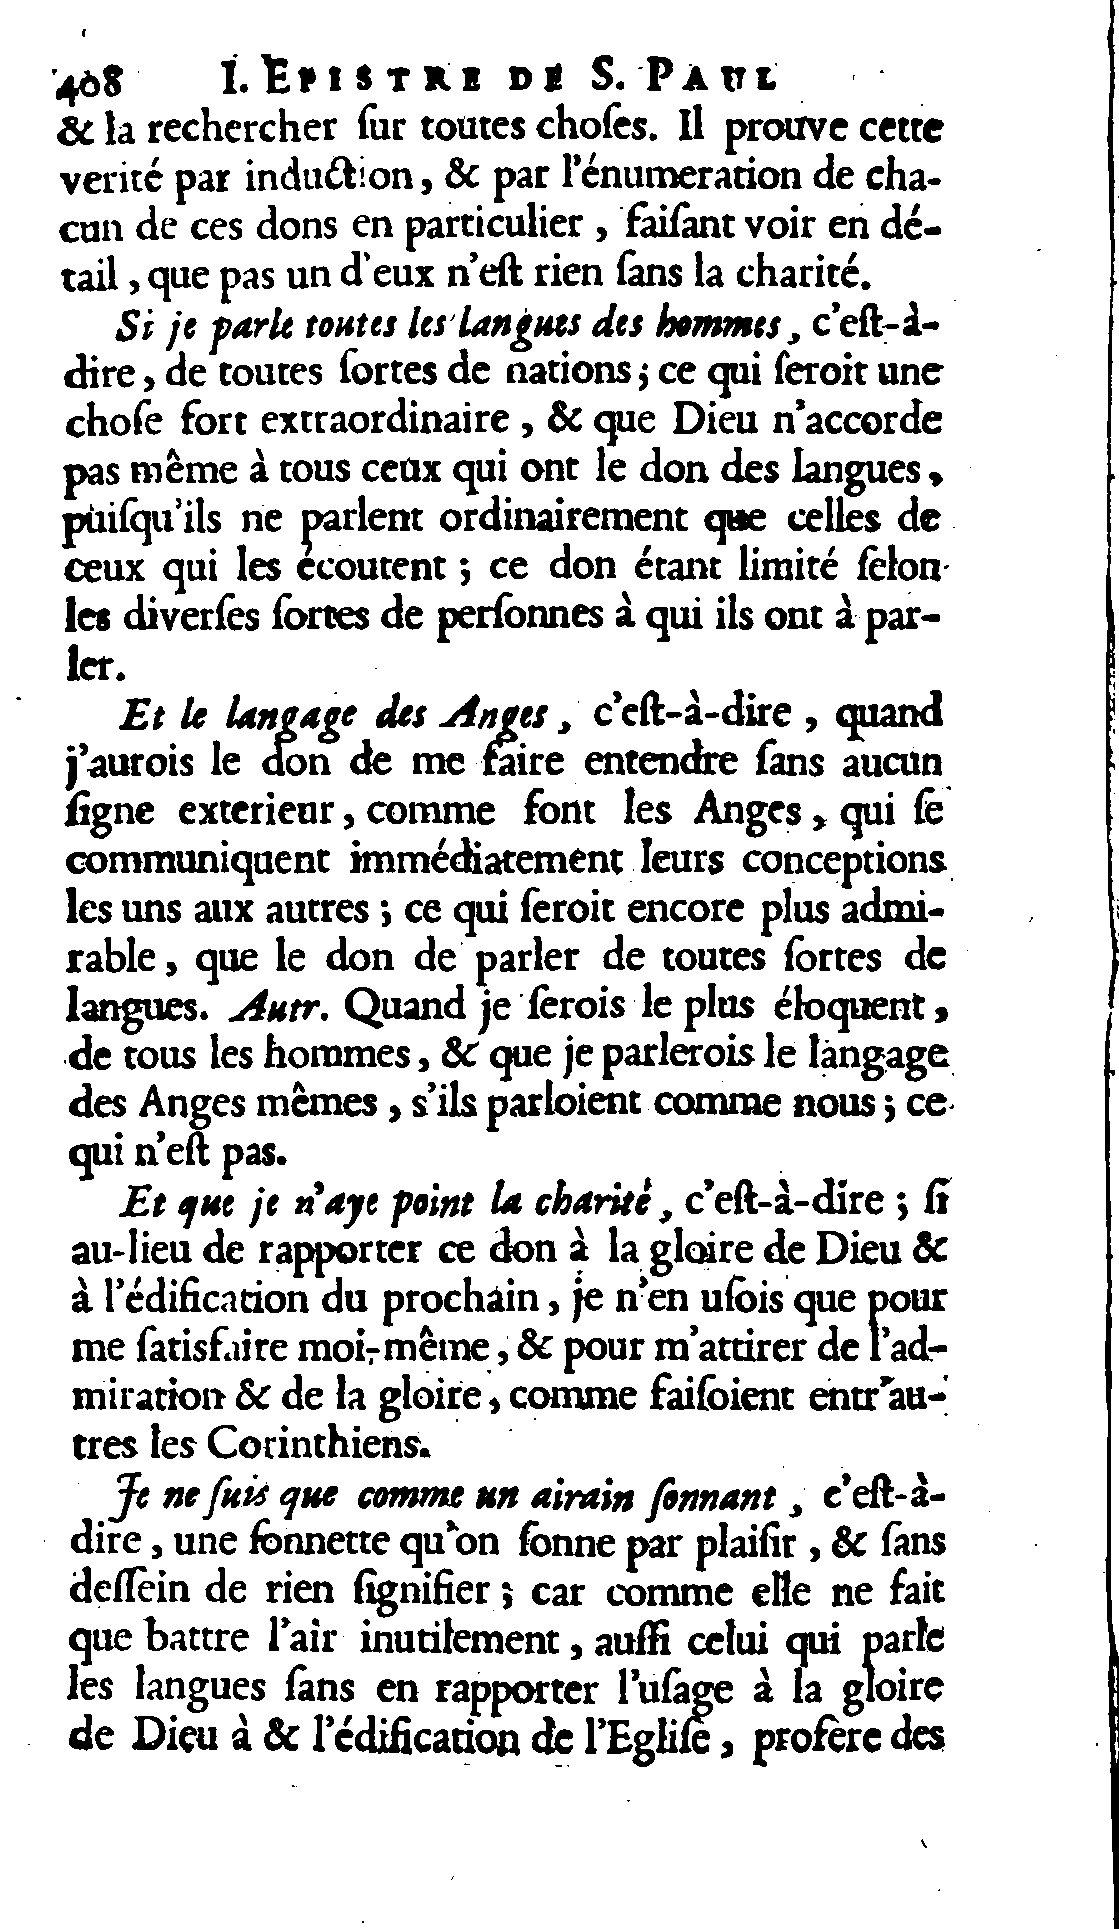 408 I. EPISTRE DE S. PAUL
& la rechercher ſur toutes choſes. Il prouve cette
verité par induction, & par l'énumeration de cha-
cun de ces dons en particulier, faiſant voir en dé-
tail, que pas un d'eux n'eſt rien ſans la charité.
Si je parle toutes les langues des hommes, c'eſt-à-
dire, de toutes ſortes de nations; ce qui ſeroit une
choſe fort extraordinaire, & que Dieu n'accorde
pas même à tous ceux qui ont le don des langues,
puiſqu'ils ne parlent ordinairement que celles de
ceux qui les écoutent; ce don étant limité ſelon
les diverſes ſortes de perſonnes à qui ils ont à par-
ler.
Et le langage des Anges, c'eſt-à-dire, quand
j'aurois le don de me faire entendre ſans aucun
ſigne exterieur, comme font les Anges, qui ſe
communiquent immédiatement leurs conceptions
les uns aux autres; ce qui ſeroit encore plus admi-
rable, que le don de parler de toutes ſortes de
langues. Autr. Quand je ſerois le plus éloquent,
de tous les hommes, & que je parlerois le langage
des Anges mêmes, s'ils parloient comme nous; ce
qui n'eſt pas.
Et que je n'aye point la charité, c'eſt-à-dire; ſi
au-lieu de rapporter ce don à la gloire de Dieu &
à l'édification du prochain, je n'en uſois que pour
me ſatisfaire moi-même, & pour m'attirer de l'ad-
miration & de la gloire, comme faiſoient entr'au-
tres les Corinthiens.
Je ne ſuis que comme un airain ſonnant, c'eſt-à-
dire, une ſonnette qu'on ſonne par plaiſir, & ſans
deſſein de rien ſignifier; car comme elle ne fait
que battre l'air inutilement, auſſi celui qui parle
les langues ſans en rapporter l'uſage à la gloire
de Dieu à & l'édification de l'Egliſe, profère des